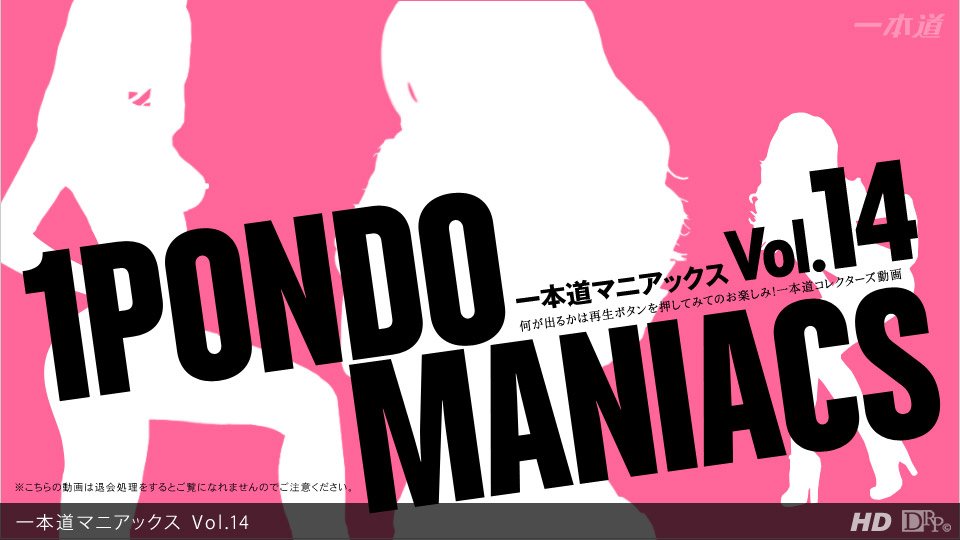 一本道
1PONDO
一本道マニアックス Vol.14
何が出るかは再生ボタンを押してみてのお楽しみ!一本道コレクターズ動画
MANIACS
※こちらの動画は退会処理をするとご覧になれませんのでご注意ください。
一本道マニアックス Vol.14
HD DRP©